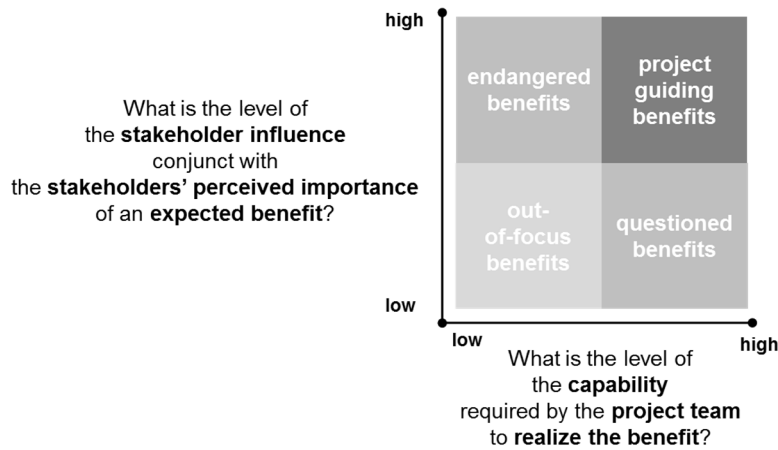 high
What is the level of
the stakeholder influence
conjunct with
the stakeholders’ perceived importance
of an expected benefit?
endangered
benefits
project
guiding
benefits
out-
of-focus
benefits
questioned
benefits
low
low
high
What is the level of
the capability
required by the project team
to realize the benefit?